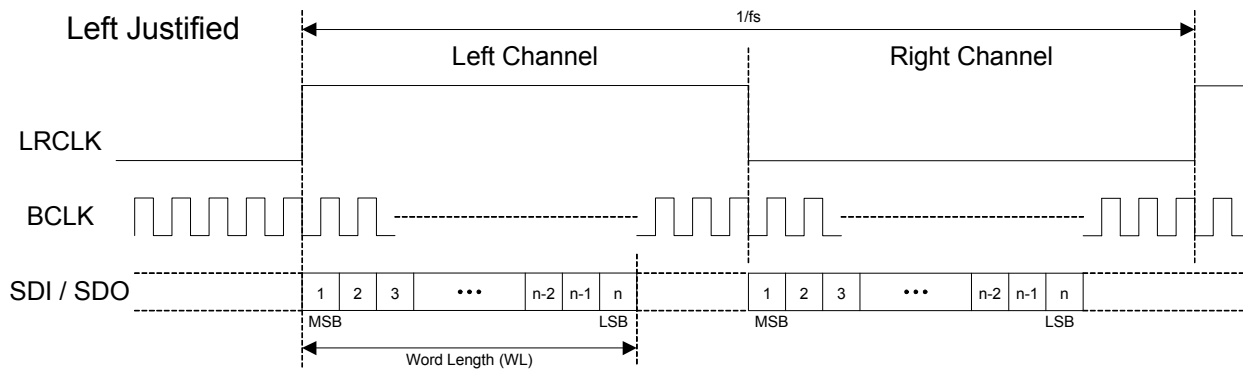 Left Justified
1/fs
Left Channel
Right Channel
LRCLK
BCLK
SDI / SDO
1 2 3 ••• n-2 n-1 n
1 2 3 ••• n-2 n-1 n
MSB
LSB
MSB
LSB
Word Length (WL)